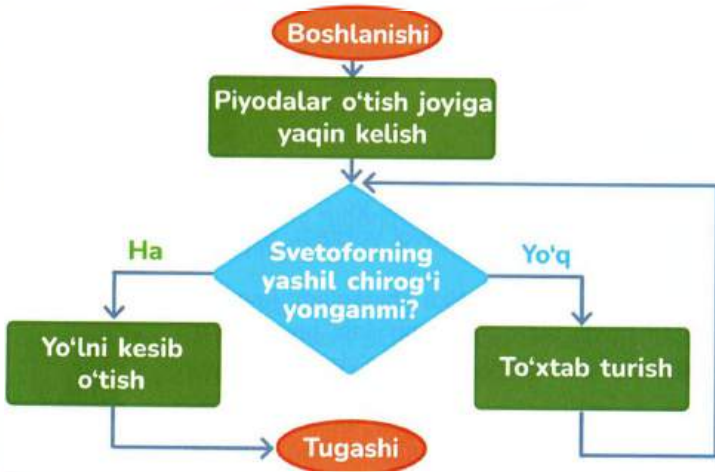 Boshlanishi
Piyodalar o‘tish joyiga
yaqin kelish
Svetoforning
yashil chirog‘i
yonganmi?
Ha
Yo‘q
Yo‘lni kesib
o‘tish
To‘xtab turish
Tugashi